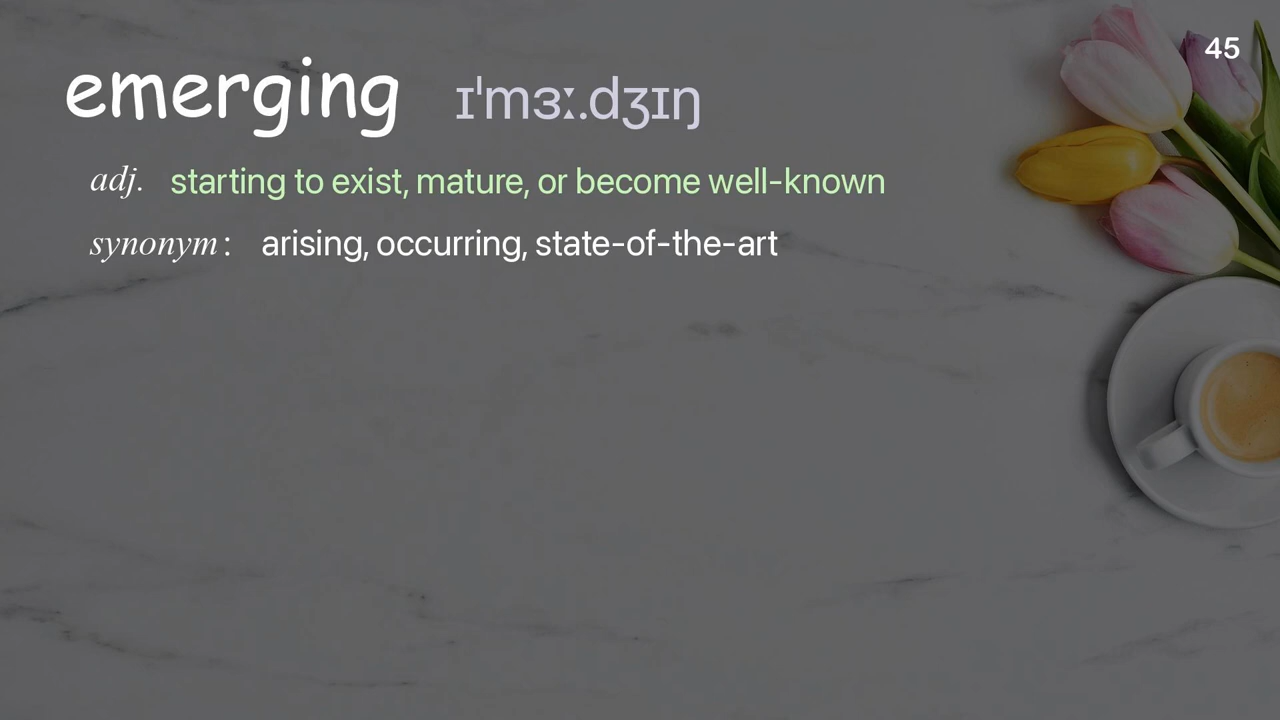 45
emerging ɪˈmɜː.dʒɪŋ
adj. starting to exist, mature, or become well-known
synonym : arising, occurring, state-of-the-art